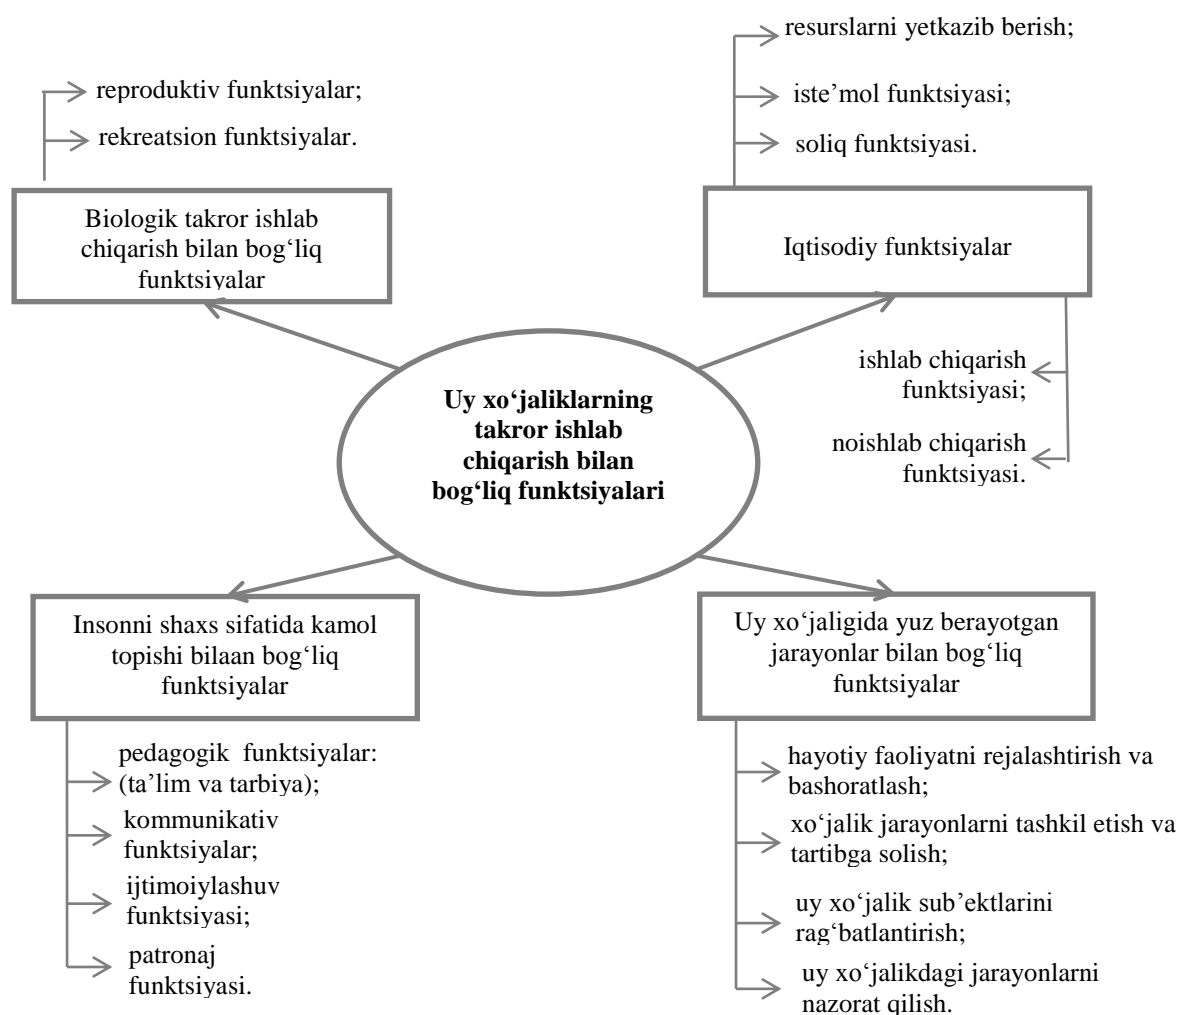 reproduktiv funktsiyalar;
rekreatsion funktsiyalar.
Biologik takror ishlab
chiqarish bilan bog‘liq
funktsiyalar
resurslarni yetkazib berish;
iste’mol funktsiyasi;
soliq funktsiyasi.
Iqtisodiy funktsiyalar
ishlab chiqarish
funktsiyasi;
noishlab chiqarish
funktsiyasi.
Uy xo‘jaliklarning
takror ishlab
chiqarish bilan
bog‘liq funktsiyalari
Insonni shaxs sifatida kamol
topishi bilaan bog‘liq
funktsiyalar
pedagogik funktsiyalar:
(ta’lim va tarbiya);
kommunikativ
funktsiyalar;
ijtimoiylashuv
funktsiyasi;
patronaj
funktsiyasi.
Uy xo‘jaligida yuz berayotgan
jarayonlar bilan bog‘liq
funktsiyalar
hayotiy faoliyatni rejalashtirish va
bashoratlash;
xo‘jalik jarayonlarni tashkil etish va
tartibga solish;
uy xo‘jalik sub’ektlarini
rag‘batlantirish;
uy xo‘jalikdagi jarayonlarni
nazorat qilish.